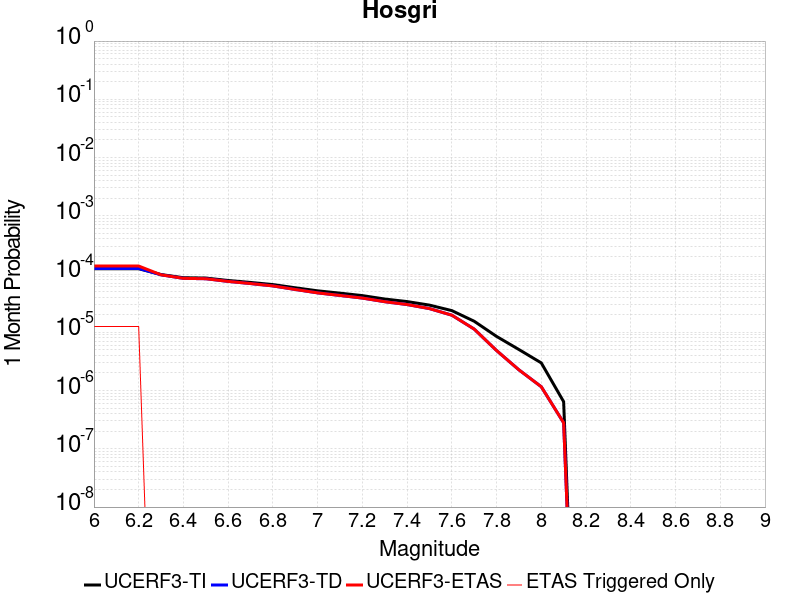 Hosgri
10^0
10^-1
10^-2
10^-3
10^-4
10^-5
10^-6
10^-7
10^-8
1 Month Probability
6 6.2 6.4 6.6 6.8 7 7.2 7.4 7.6 7.8 8 8.2 8.4 8.6 8.8 9
Magnitude
UCERF3-TI UCERF3-TD UCERF3-ETAS ETAS Triggered Only